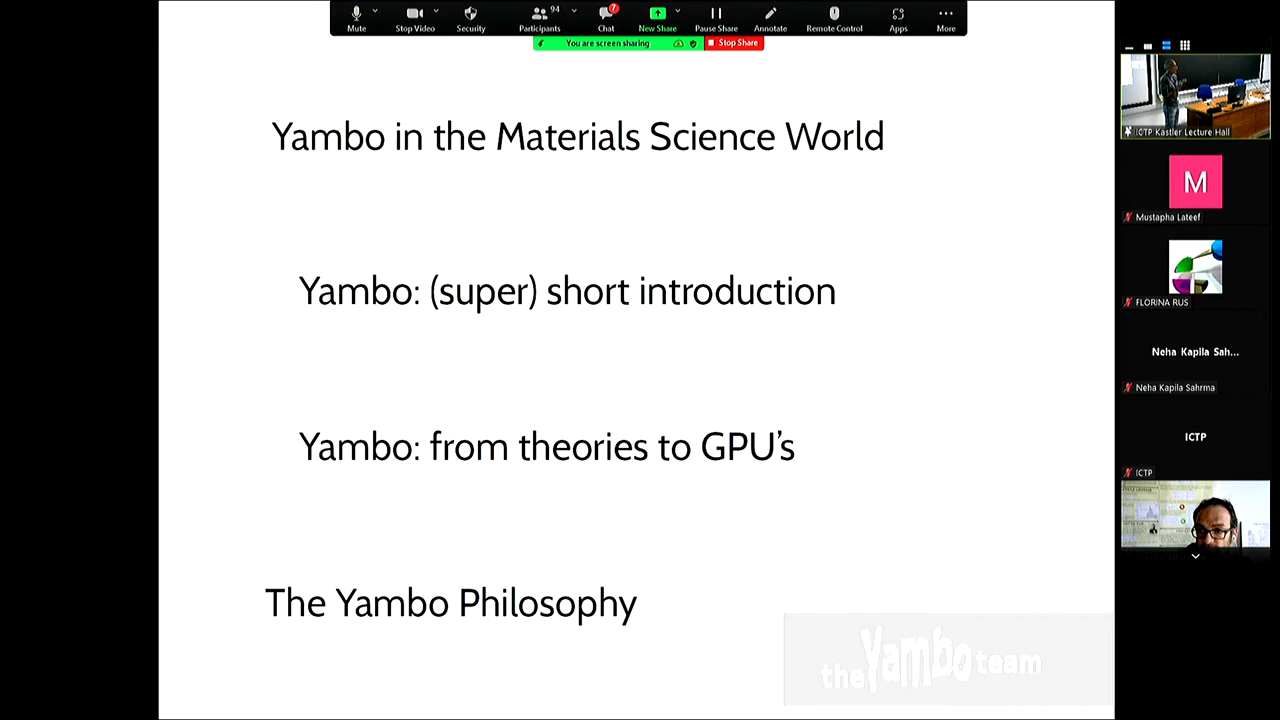 94
7
Mute
Stop Video
Security
Participants
Chat
New Share
Pause Share
Annotate
Remote Control
Apps
More
You are screen sharing
Stop Share
Yambo in the Materials Science World
Yambo: (super) short introduction
Yambo: from theories to GPU's
The Yambo Philosophy
the Yambo team
ICTP Kastler Lecture Hall
M
Mustapha Lateef
FLORINA RUS
Neha Kapila Sah...
Neha Kapila Sahrma
ICTP
ICTP